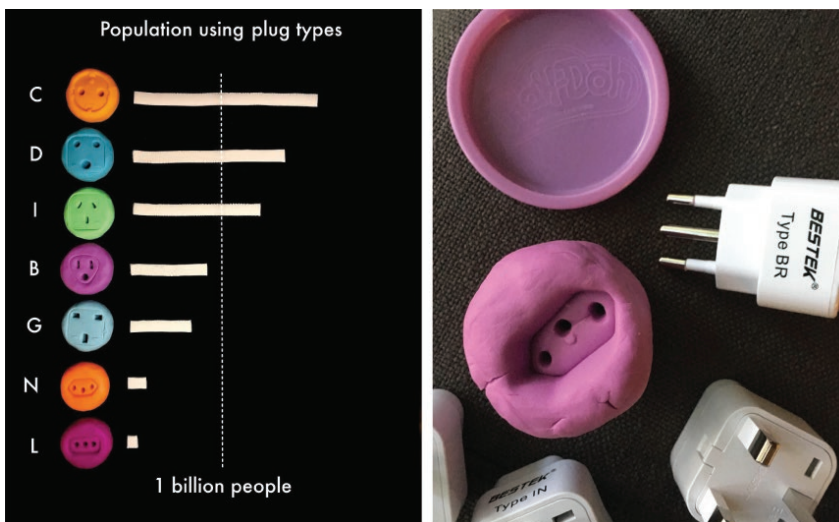 Population using plug types
C
D
I
B
G
N
L
1 billion people
BESTEK®
Type BR
BESTEK
Type IN